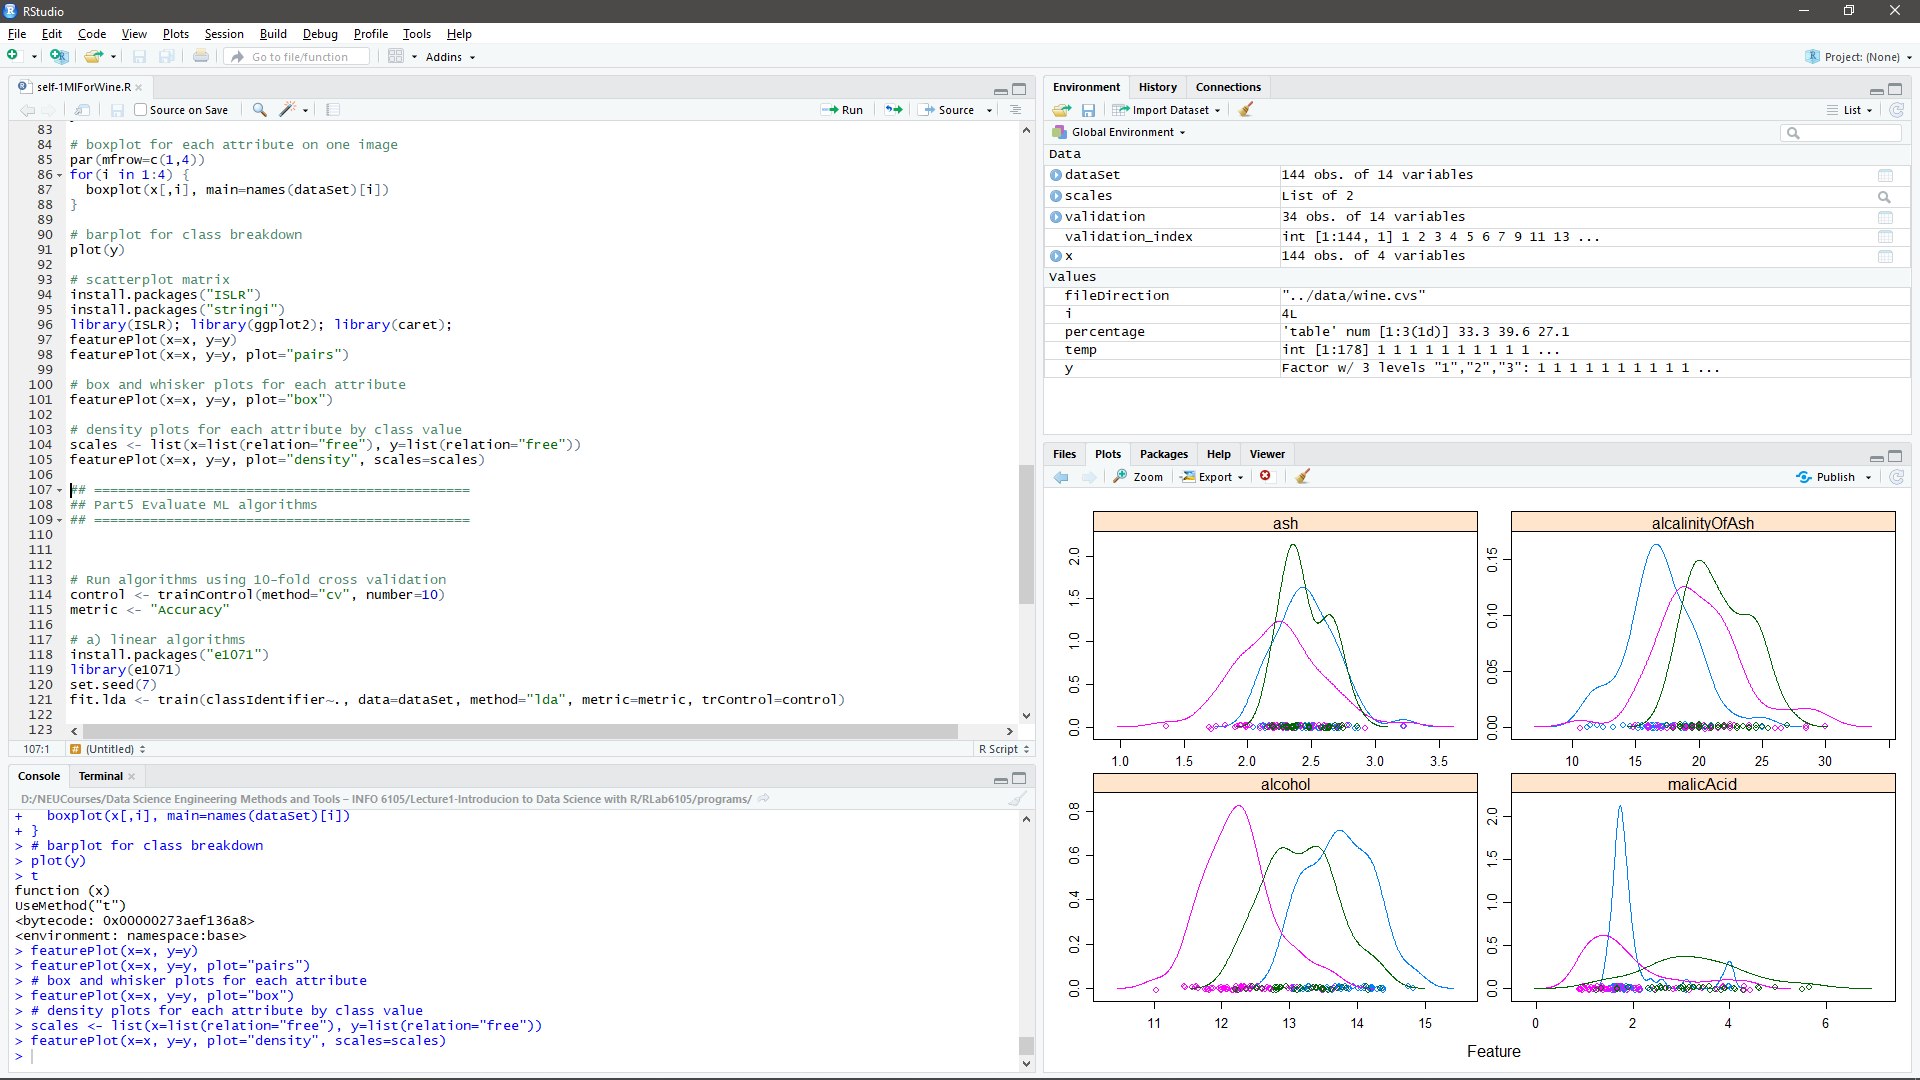 RStudio
File Edit Code View Plots Session Build Debug Profile Tools Help
Go to file/function Addins Project: (None)
self-1MlForWine.R
Source on Save Run Source
83
84 # boxplot for each attribute on one image
85 par(mfrow=c(1,4))
86 for(i in 1:4) {
87 boxplot(x[,i], main=names(dataSet)[i])
88 }
89
90 # barplot for class breakdown
91 plot(y)
92
93 # scatterplot matrix
94 install.packages("ISLR")
95 install.packages("stringi")
96 library(ISLR); library(ggplot2); library(caret);
97 featurePlot(x=x, y=y)
98 featurePlot(x=x, y=y, plot="pairs")
99
100 # box and whisker plots for each attribute
101 featurePlot(x=x, y=y, plot="box")
102
103 # density plots for each attribute by class value
104 scales <- list(x=list(relation="free"), y=list(relation="free"))
105 featurePlot(x=x, y=y, plot="density", scales=scales)
106
107 ## ===============================================
108 ## Part5 Evaluate ML algorithms
109 ## ===============================================
110
111
112
113 # Run algorithms using 10-fold cross validation
114 control <- trainControl(method="cv", number=10)
115 metric <- "Accuracy"
116
117 # a) linear algorithms
118 install.packages("e1071")
119 library(e1071)
120 set.seed(7)
121 fit.lda <- train(classIdentifier~., data=dataSet, method="lda", metric=metric, trControl=control)
122
123
107:1 # (Untitled) R Script
Console Terminal
D:/NEUCourses/Data Science Engineering Methods and Tools – INFO 6105/Lecture1-Introducion to Data Science with R/RLab6105/programs/
+ boxplot(x[,i], main=names(dataSet)[i])
+ }
> # barplot for class breakdown
> plot(y)
> t
function (x)
UseMethod("t")
<bytecode: 0x00000273aef136a8>
<environment: namespace:base>
> featurePlot(x=x, y=y)
> featurePlot(x=x, y=y, plot="pairs")
> # box and whisker plots for each attribute
> featurePlot(x=x, y=y, plot="box")
> # density plots for each attribute by class value
> scales <- list(x=list(relation="free"), y=list(relation="free"))
> featurePlot(x=x, y=y, plot="density", scales=scales)
>
Environment History Connections
Import Dataset List
Global Environment
Data
dataSet 144 obs. of 14 variables
scales List of 2
validation 34 obs. of 14 variables
validation_index int [1:144, 1] 1 2 3 4 5 6 7 9 11 13 ...
x 144 obs. of 4 variables
Values
fileDirection "../data/wine.cvs"
i 4L
percentage 'table' num [1:3(1d)] 33.3 39.6 27.1
temp int [1:178] 1 1 1 1 1 1 1 1 1 1 ...
y Factor w/ 3 levels "1","2","3": 1 1 1 1 1 1 1 1 1 1 ...
Files Plots Packages Help Viewer
Zoom Export Publish
ash
0.0 0.5 1.0 1.5 2.0
1.0 1.5 2.0 2.5 3.0 3.5
alcalinityOfAsh
0.00 0.05 0.10 0.15
10 15 20 25 30
alcohol
0.0 0.2 0.4 0.6 0.8
11 12 13 14 15
malicAcid
0.0 0.5 1.0 1.5 2.0
0 2 4 6
Feature